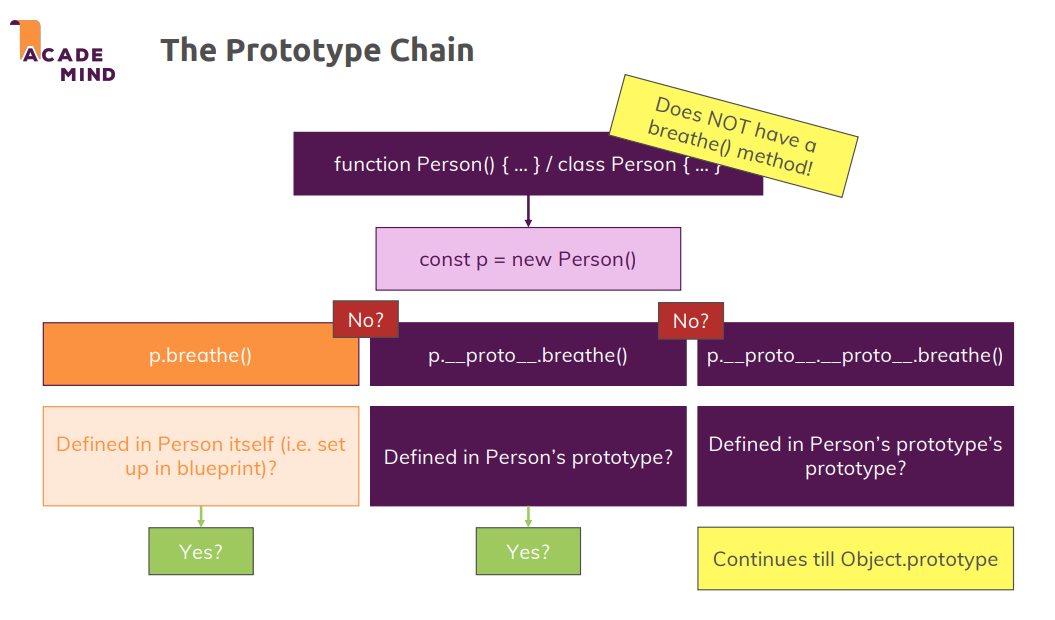 ACADE
MIND
The Prototype Chain
Does NOT have a
breathe() method!
function Person() { ... } / class Person { ... }
const p = new Person()
No?
No?
p.breathe()
p.__proto__.breathe()
p.__proto__.__proto__.breathe()
Defined in Person itself (i.e. set
up in blueprint)?
Defined in Person’s prototype?
Defined in Person’s prototype’s
prototype?
Yes?
Yes?
Continues till Object.prototype